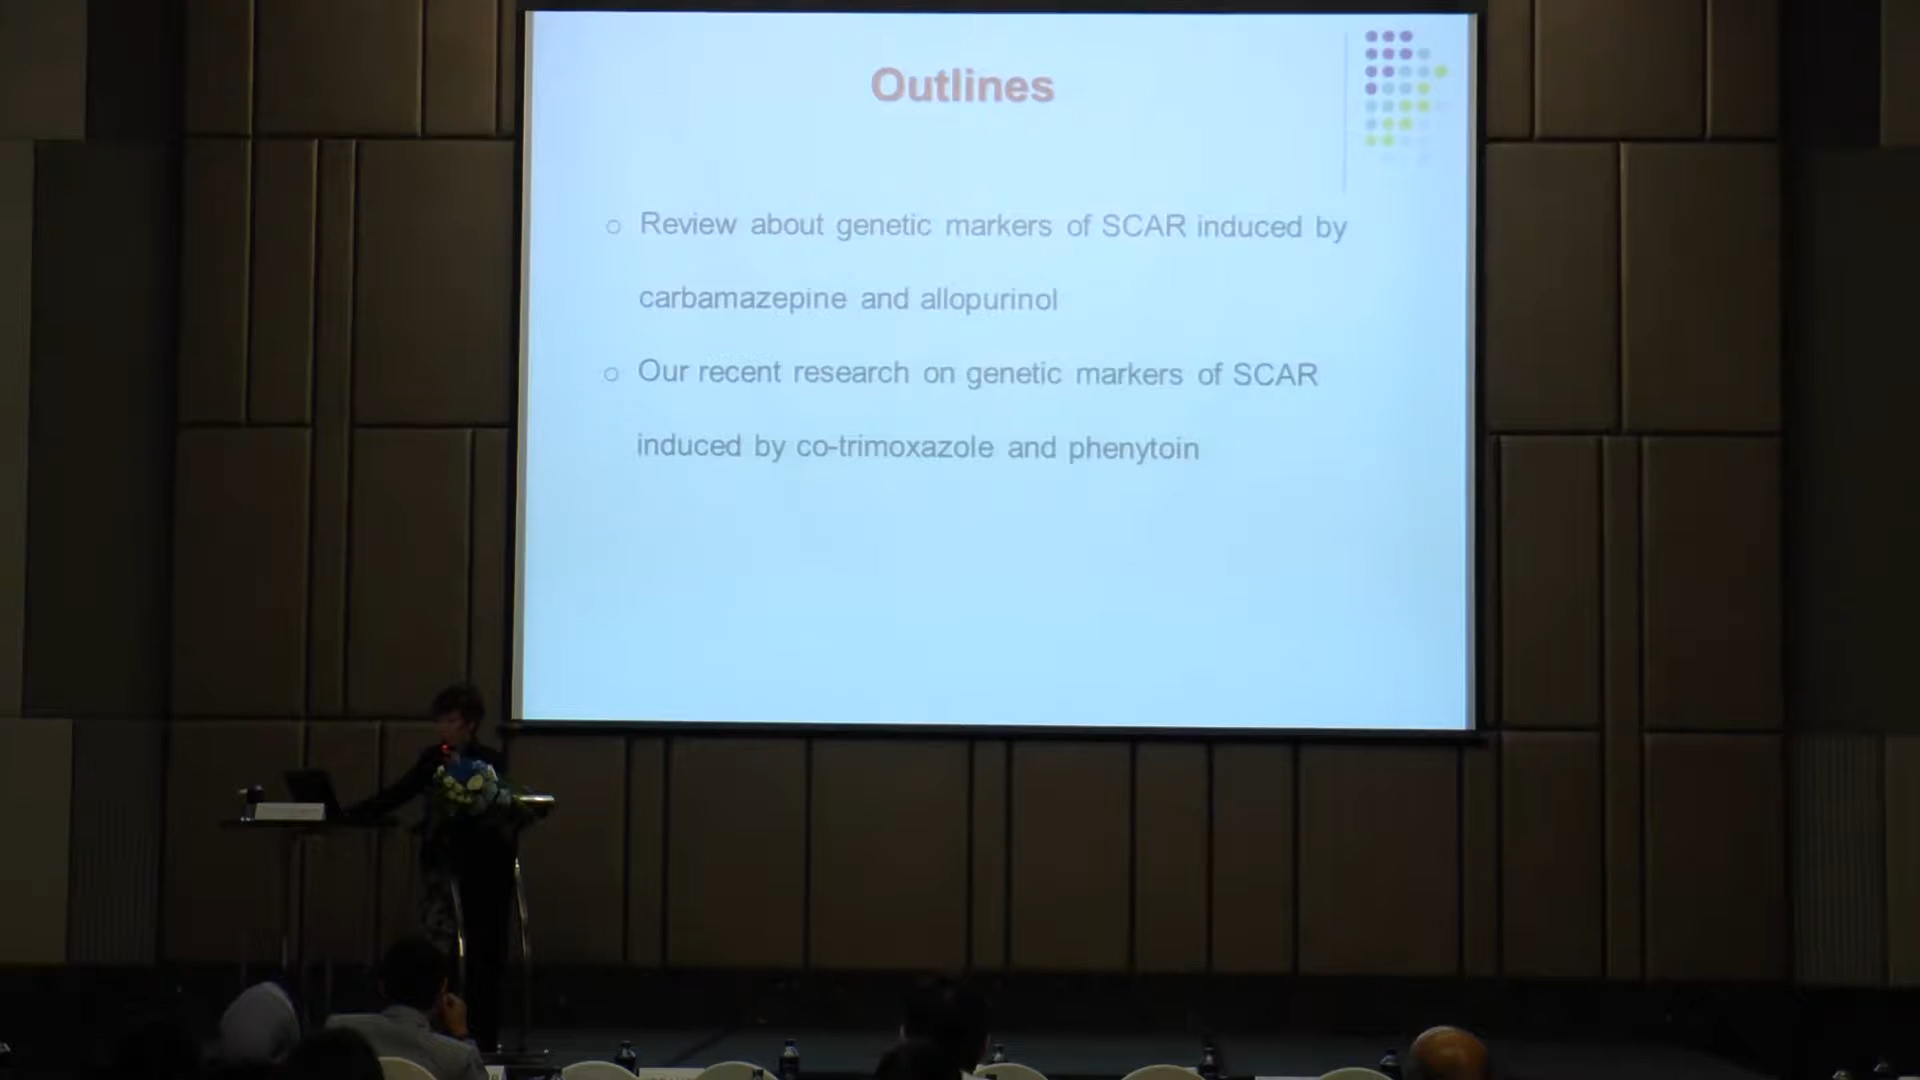 Outlines
Review about genetic markers of SCAR induced by
carbamazepine and allopurinol
Our recent research on genetic markers of SCAR
induced by co-trimoxazole and phenytoin